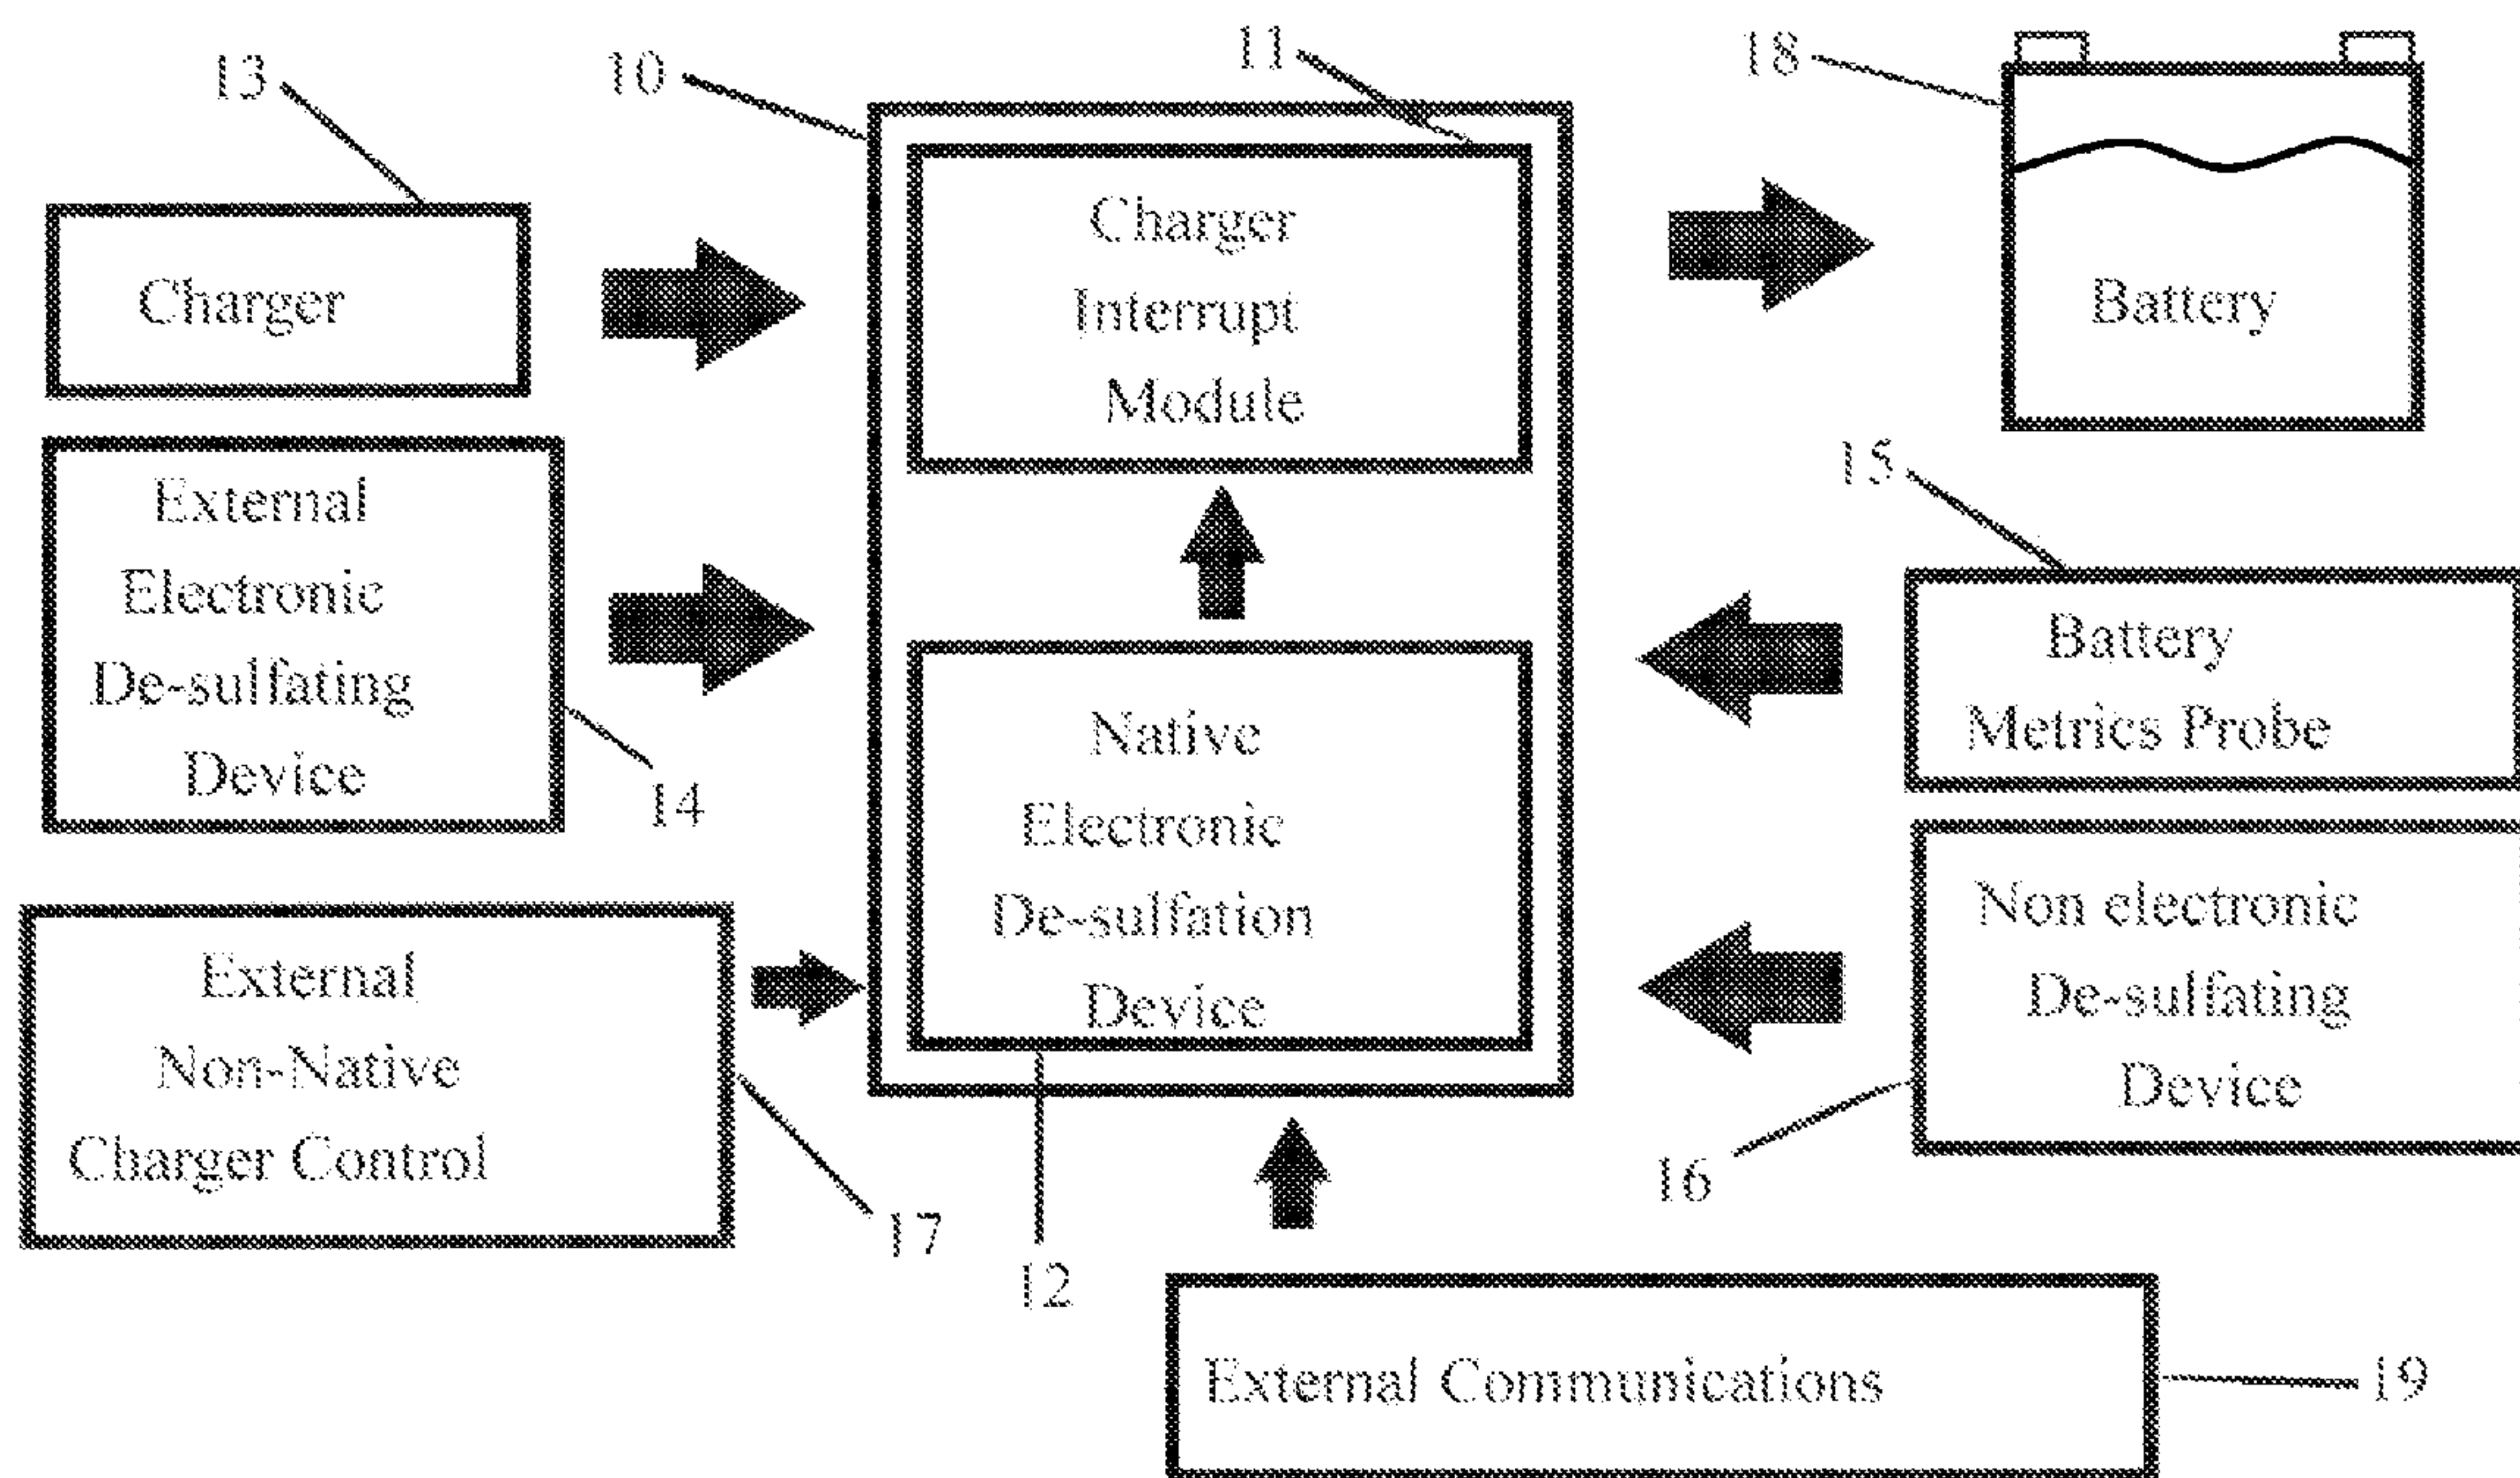 13
10
11
18
Charger
Charger
Interrupt
Module
Battery
External
Electronic
De-sulfating
Device
14
15
Battery
Metrics Probe
Native
Electronic
De-sulfation
Device
12
Non electronic
De-sulfating
Device
16
External
Non-Native
Charger Control
17
External Communications
19